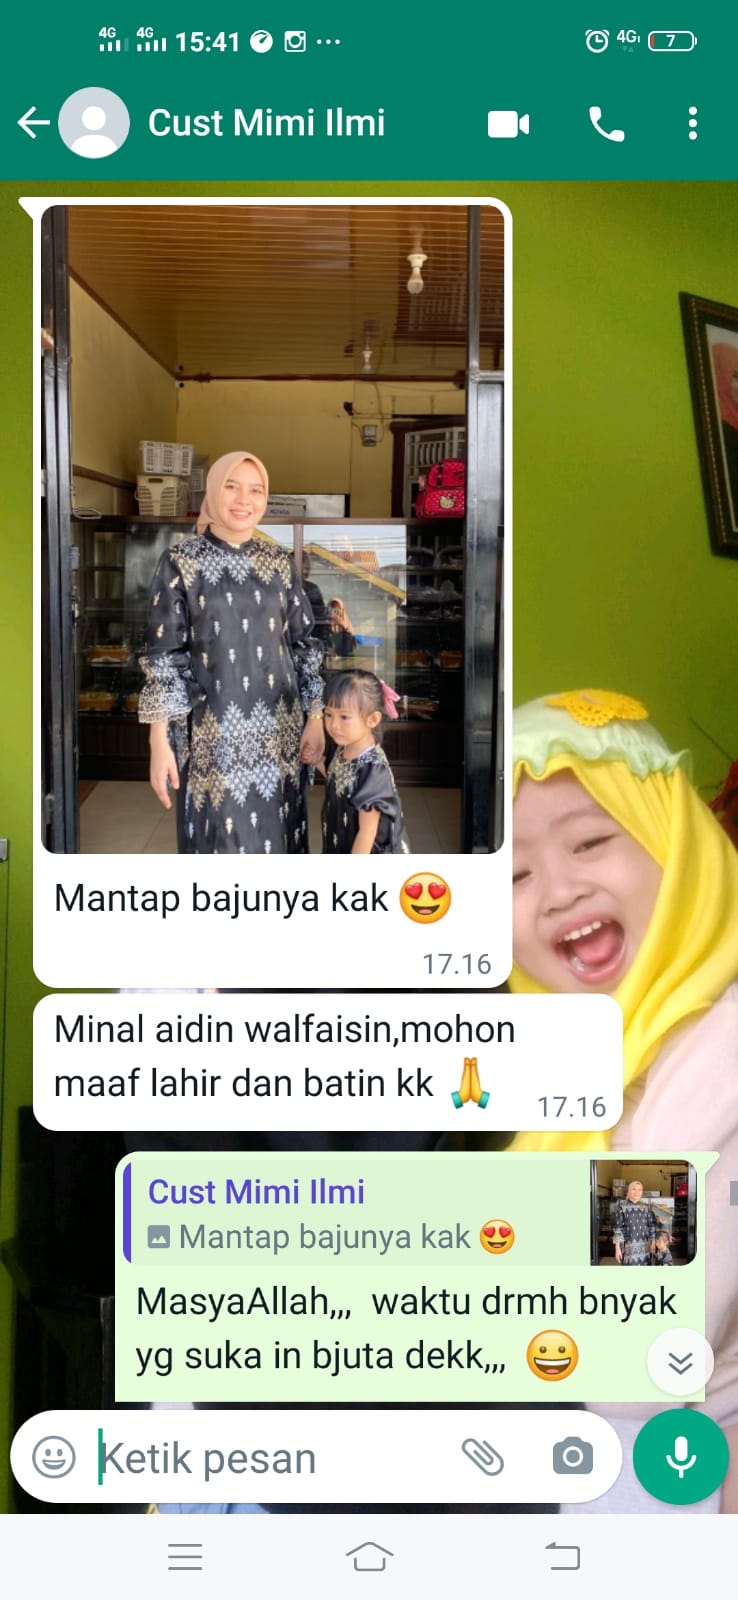 4G 4G 15:41 4G 7
Cust Mimi Ilmi
Mantap bajunya kak 😍
17.16
Minal aidin walfaisin,mohon
maaf lahir dan batin kk 🙏
17.16
Cust Mimi Ilmi
Mantap bajunya kak 😍
MasyaAllah,,, waktu drmh bnyak
yg suka in bjuta dekk,,, 😀
Ketik pesan